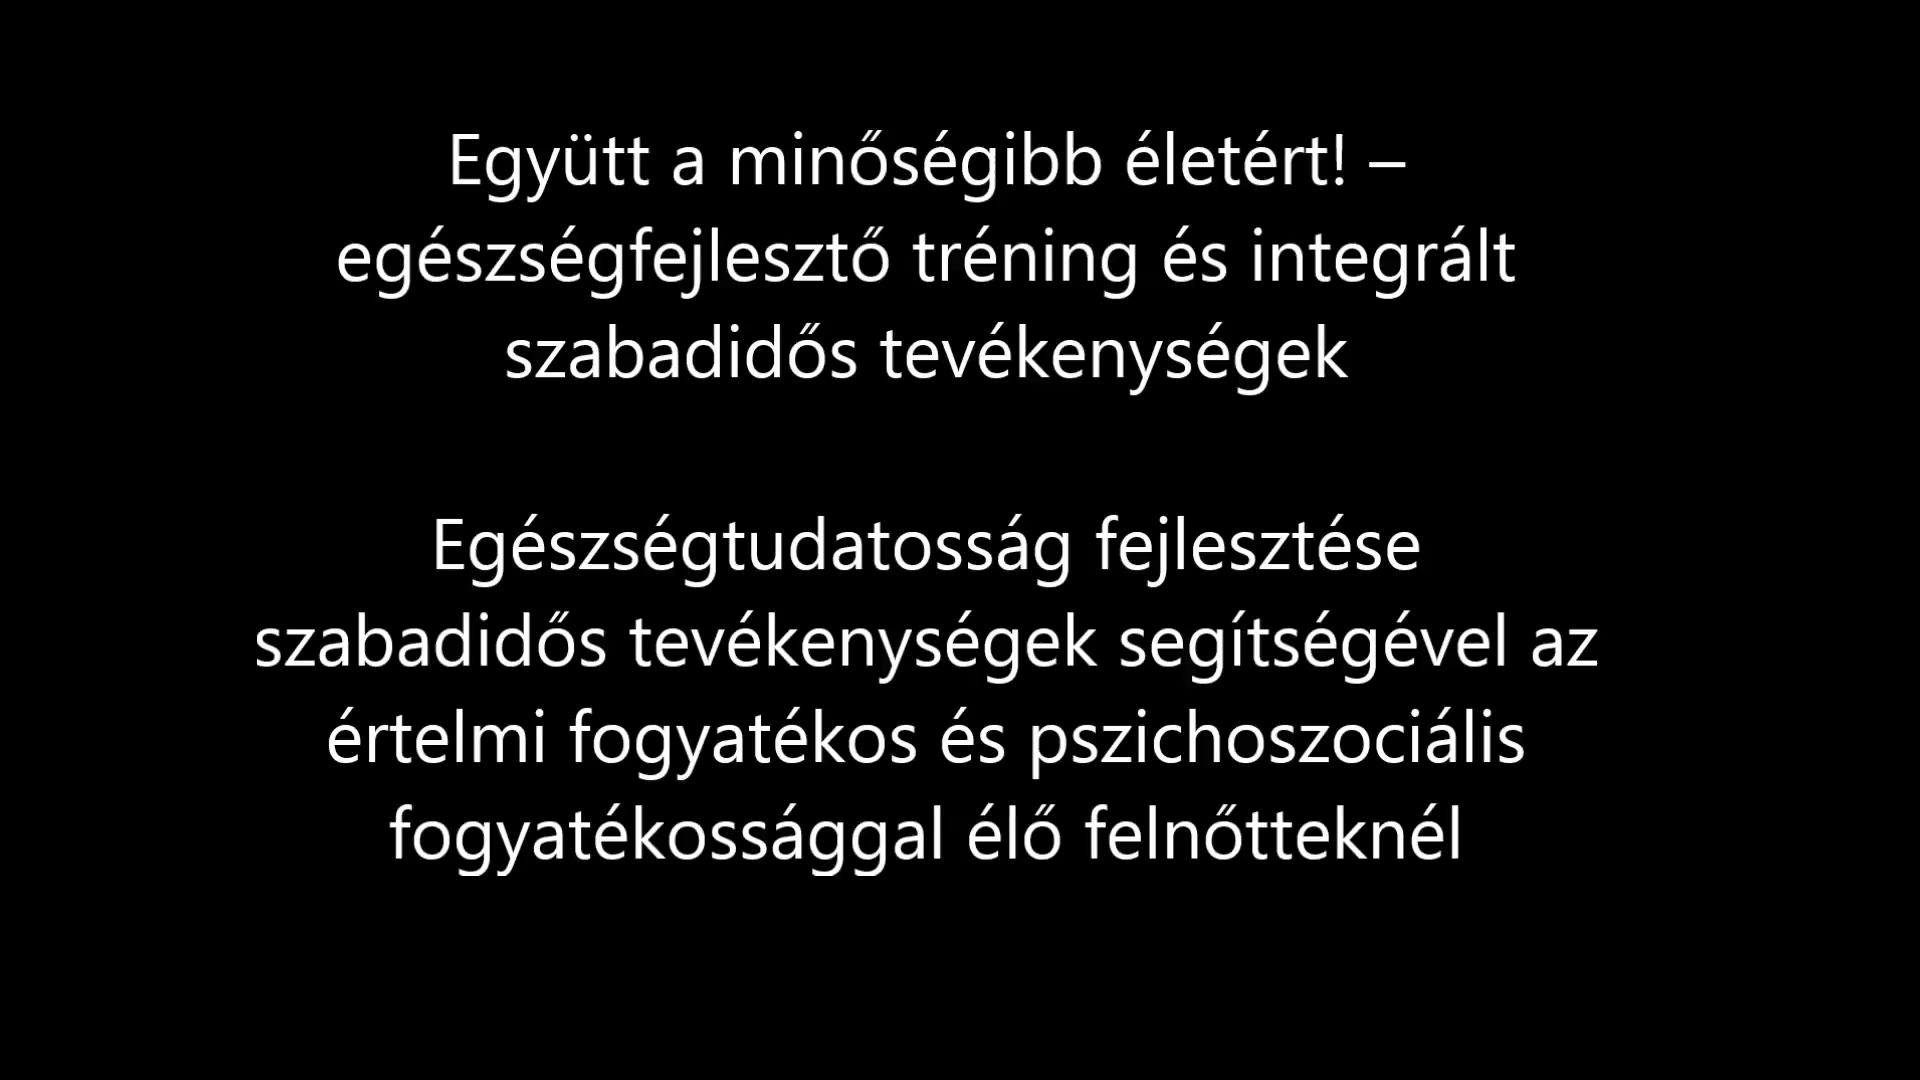 Együtt a minőségibb életért! –
egészségfejlesztő tréning és integrált
szabadidős tevékenységek
Egészségtudatosság fejlesztése
szabadidős tevékenységek segítségével az
értelmi fogyatékos és pszichoszociális
fogyatékossággal élő felnőtteknél